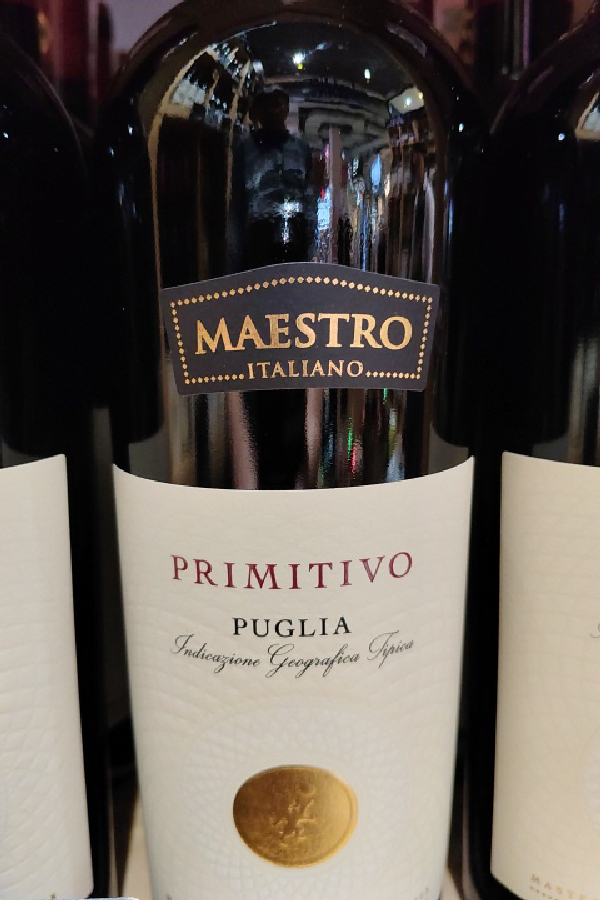 MAESTRO
ITALIANO
PRIMITIVO
PUGLIA
Indicazione Geografica Tipica